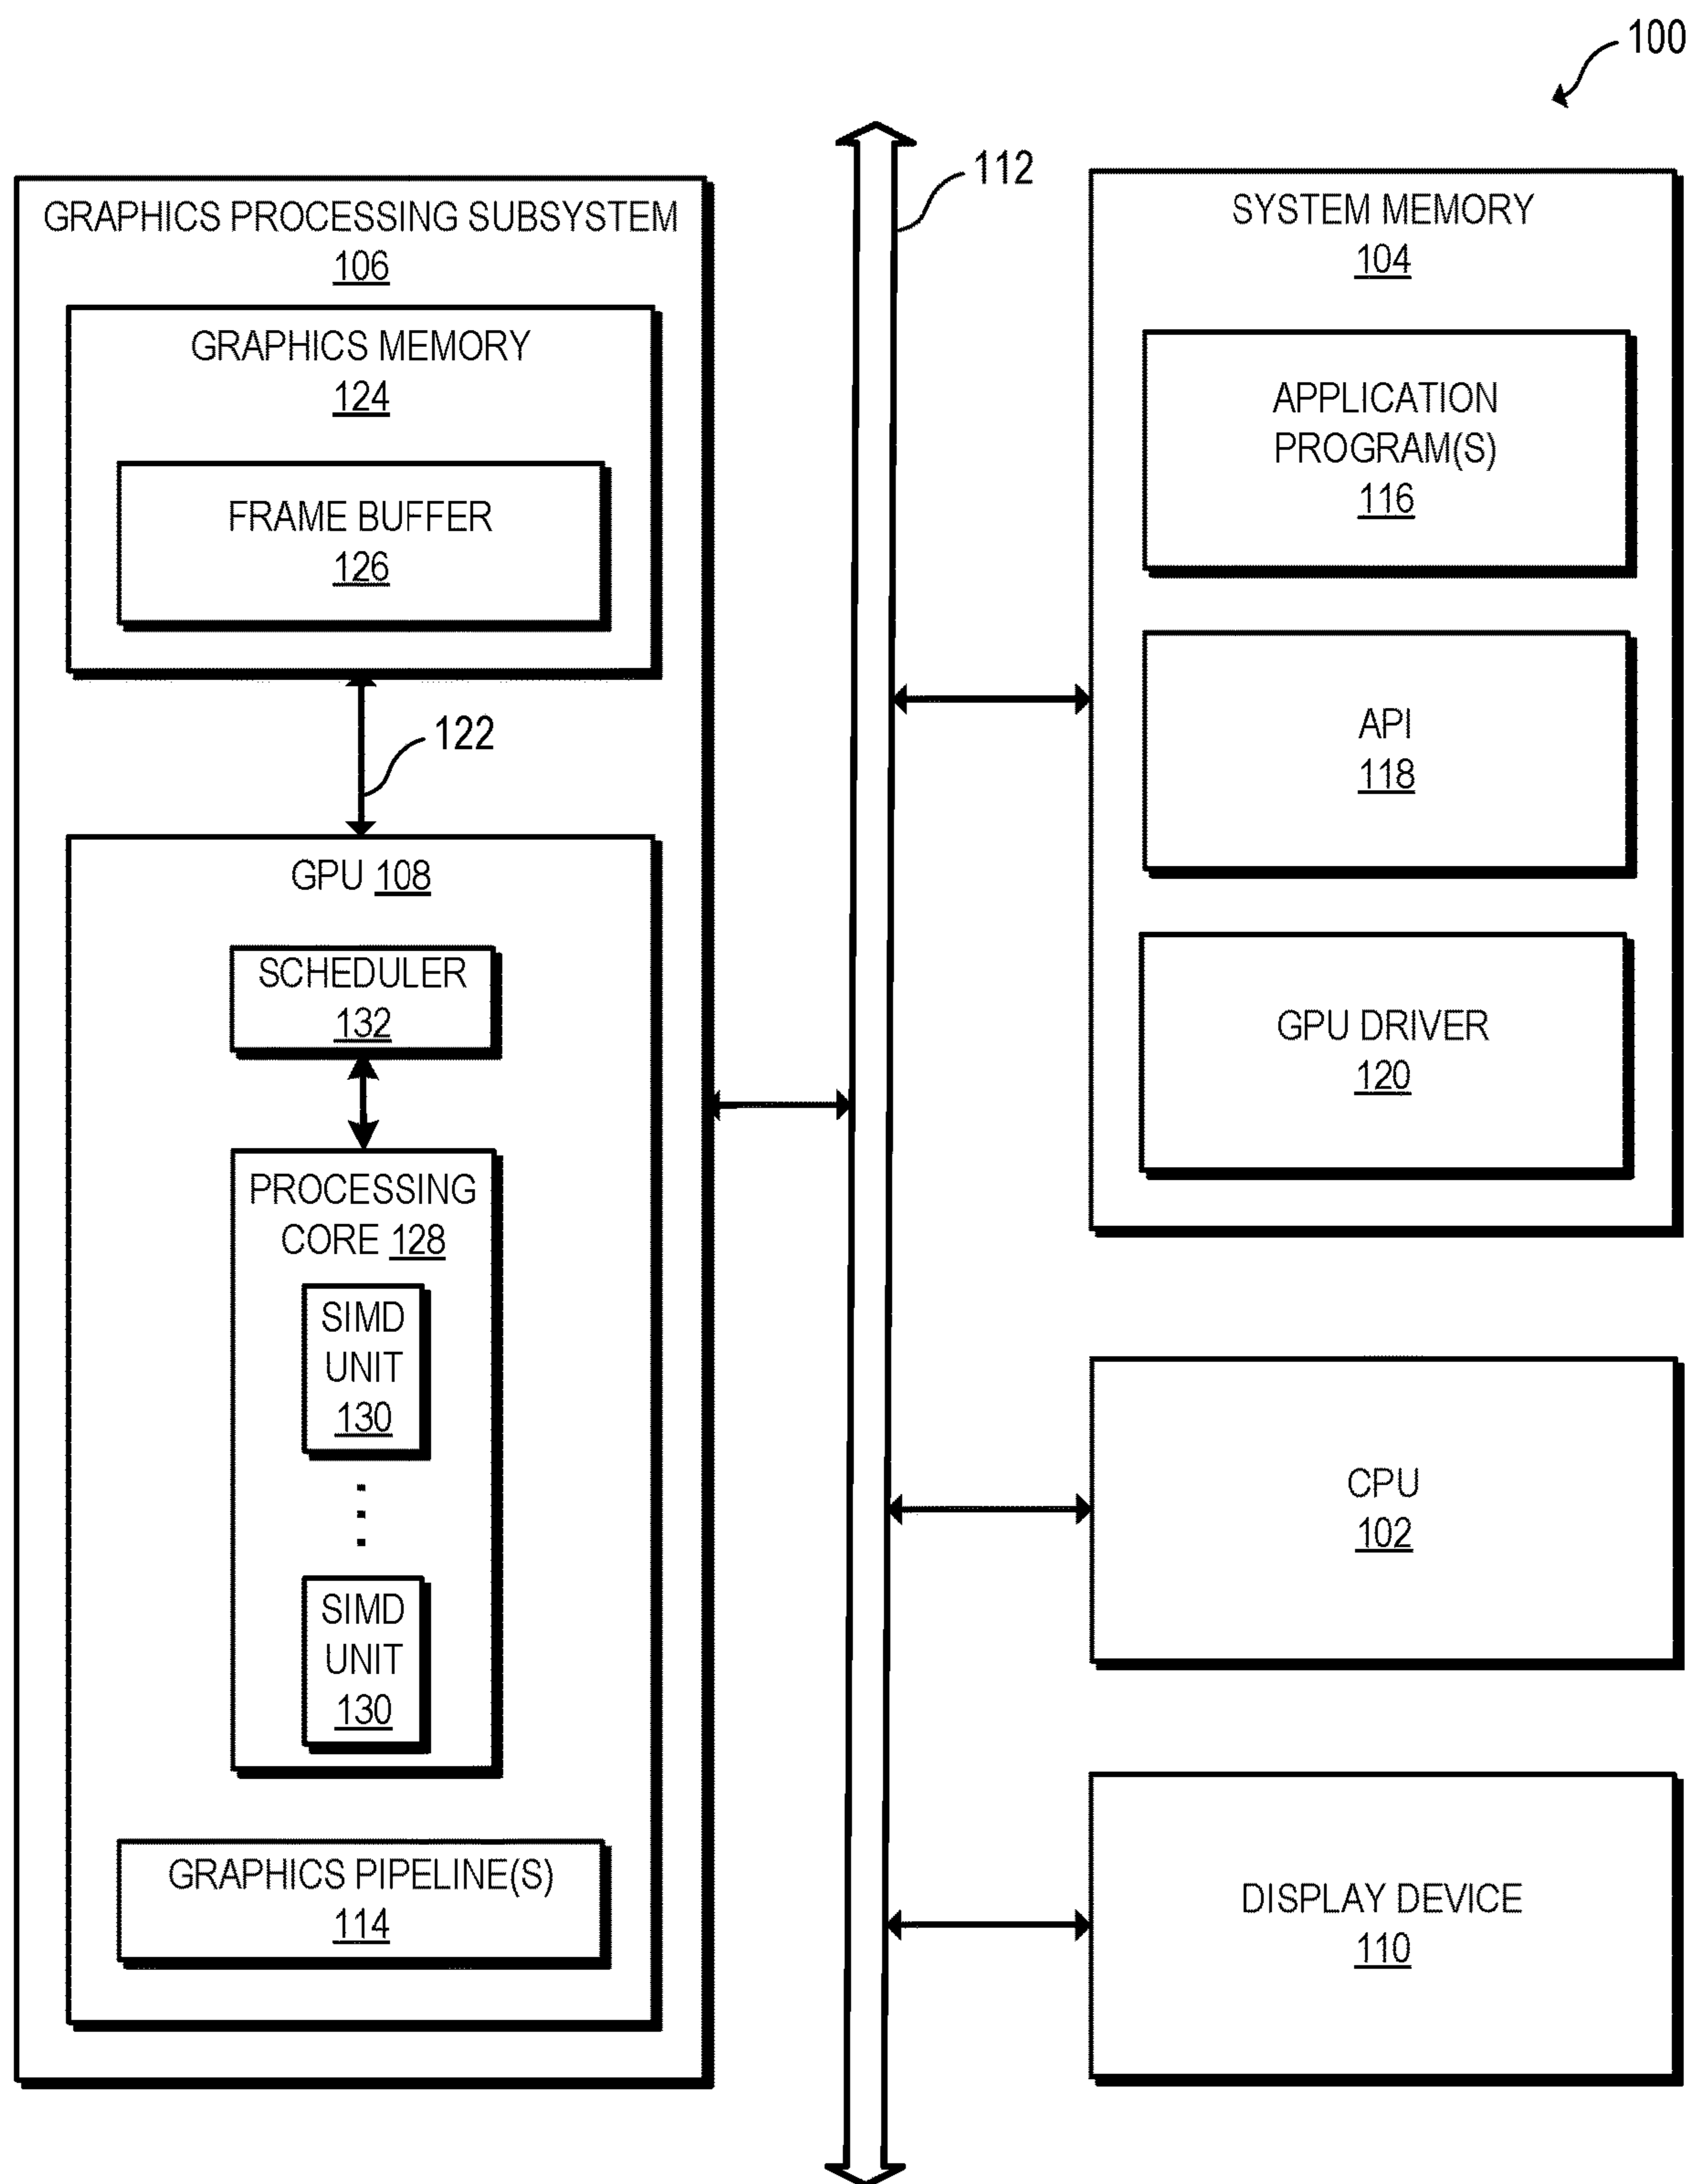 100
112
GRAPHICS PROCESSING SUBSYSTEM
106
GRAPHICS MEMORY
124
FRAME BUFFER
126
122
GPU 108
SCHEDULER
132
PROCESSING
CORE 128
SIMD
UNIT
130
SIMD
UNIT
130
GRAPHICS PIPELINE(S)
114
SYSTEM MEMORY
104
APPLICATION
PROGRAM(S)
116
API
118
GPU DRIVER
120
CPU
102
DISPLAY DEVICE
110